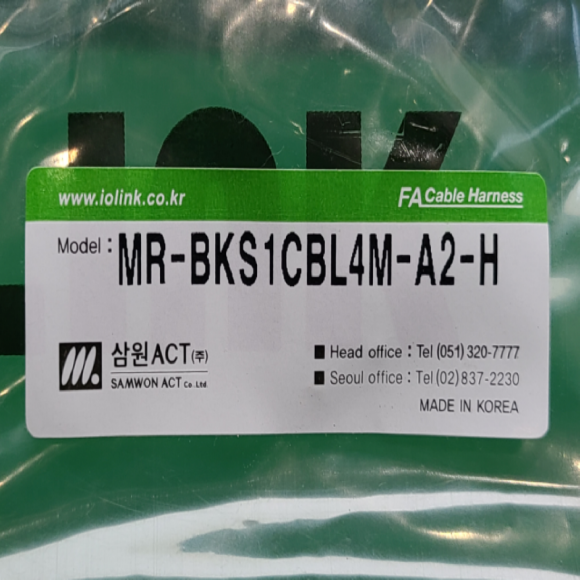 www.iolink.co.kr
FA Cable Harness
Model : MR-BKS1CBL4M-A2-H
삼원ACT(주)
SAMWON ACT Co. Ltd.
■ Head office : Tel (051) 320-7777
■ Seoul office : Tel (02) 837-2230
MADE IN KOREA